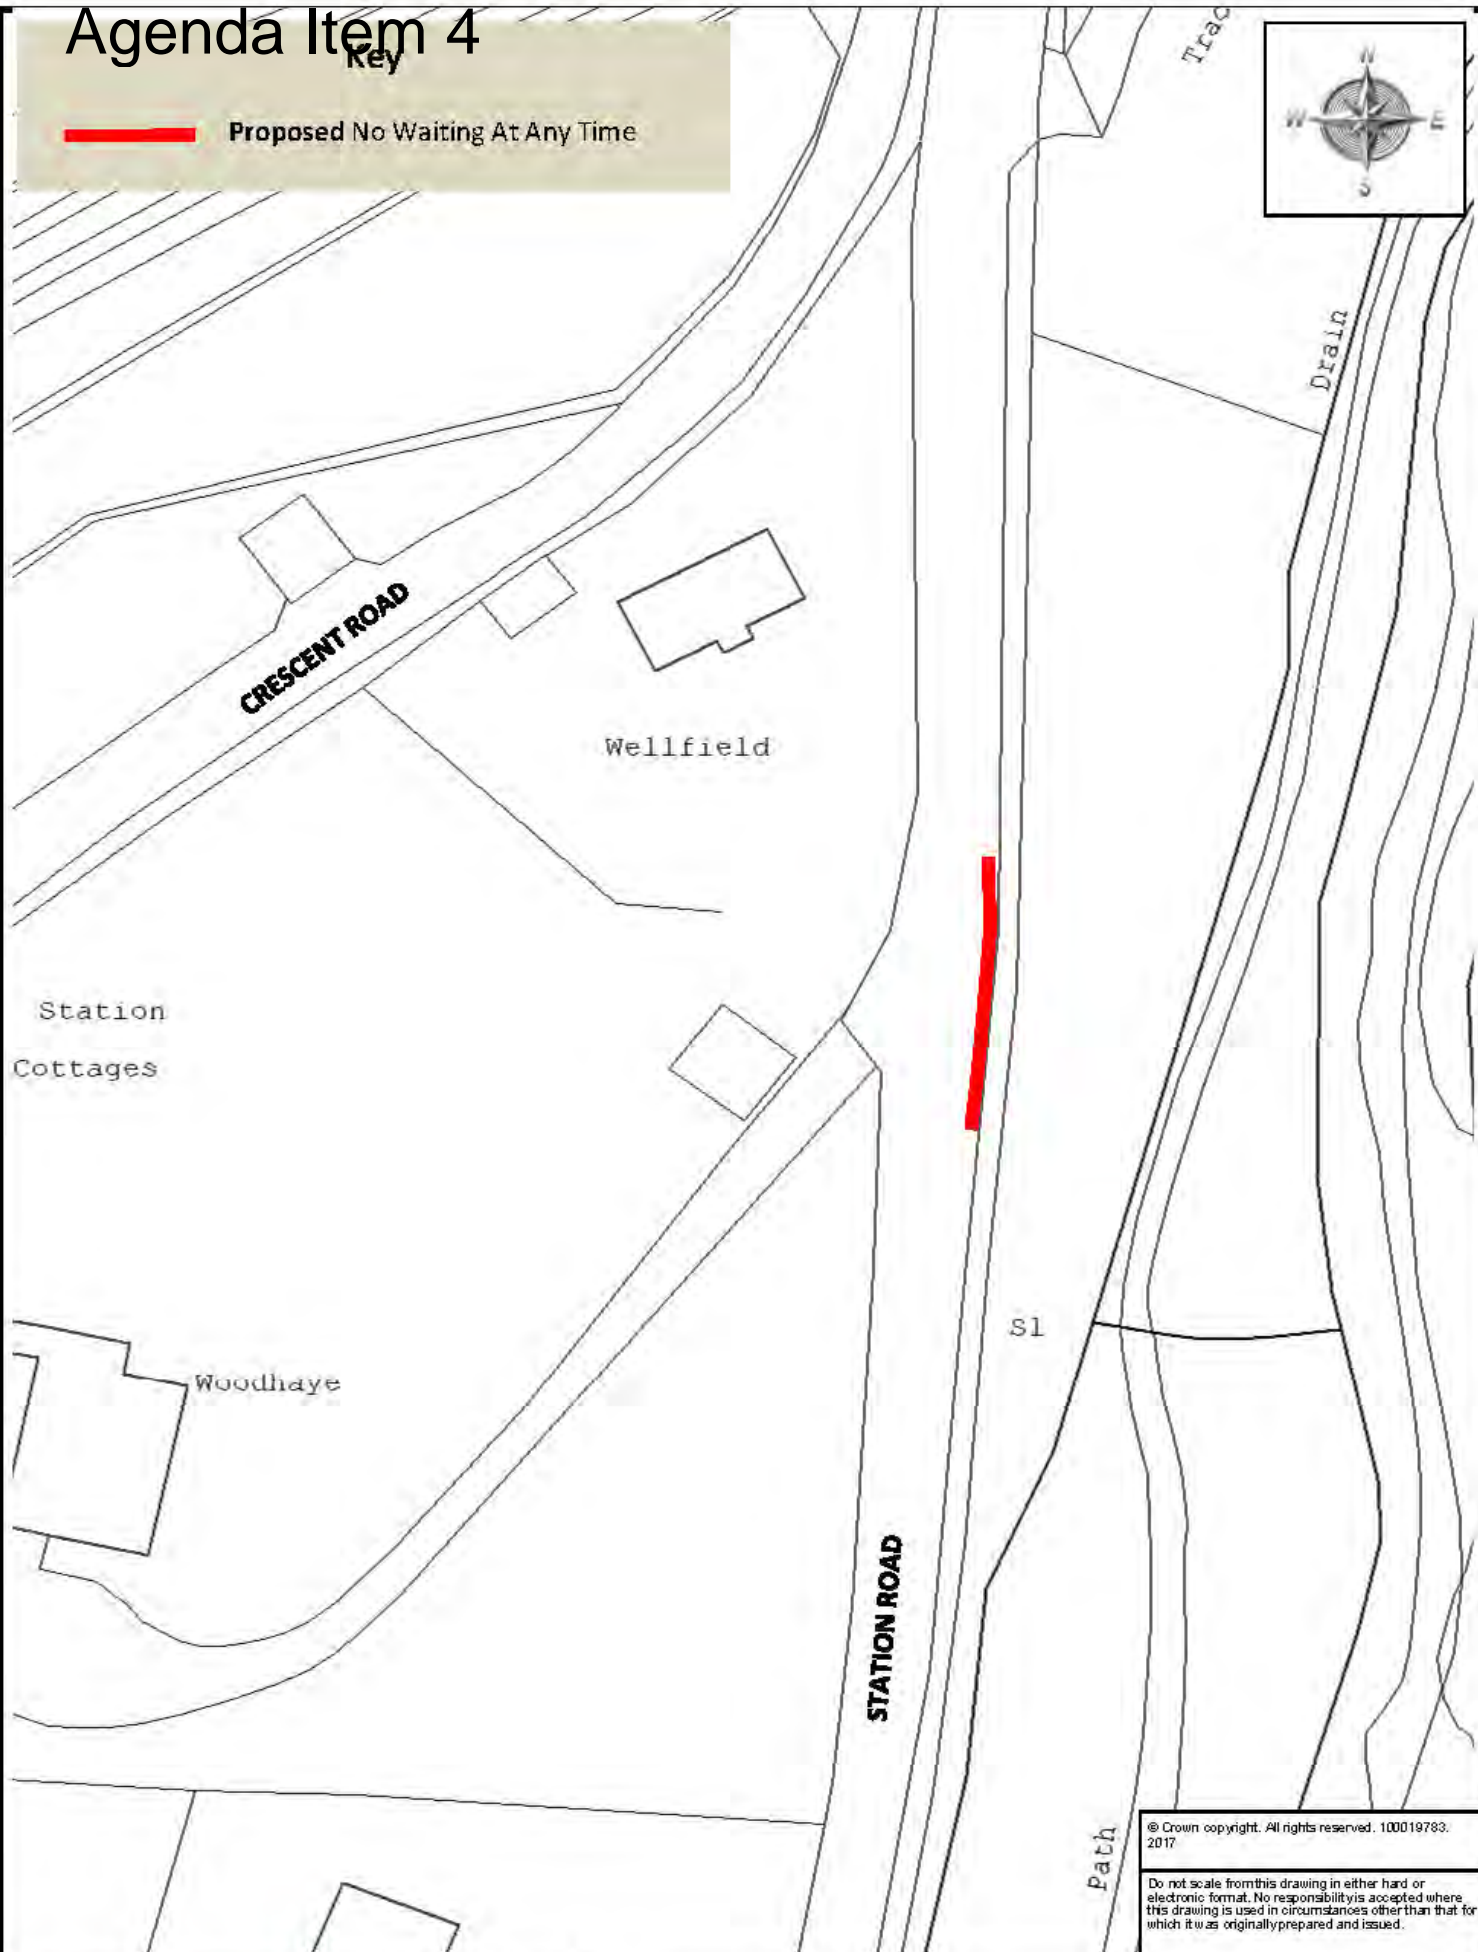 Agenda Item 4
Key
Proposed No Waiting At Any Time
N
W
E
S
Trac
Drain
CRESCENT ROAD
Wellfield
Station
Cottages
Sl
Woodhaye
STATION ROAD
Path
© Crown copyright. All rights reserved. 100019783.
2017
Do not scale from this drawing in either hard or
electronic format. No responsibility is accepted where
this drawing is used in circumstances other than that for
which it was originally prepared and issued.